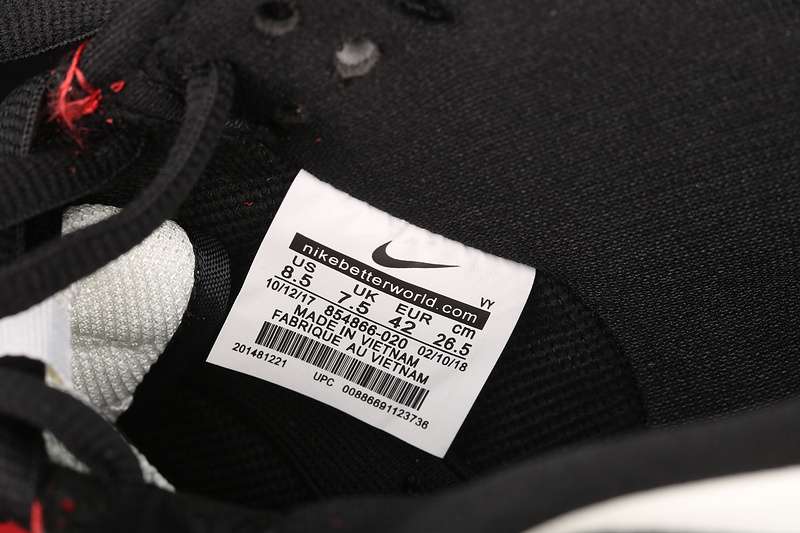 nikebetterworld.com
VY
US UK EUR cm
8.5 7.5 42 26.5
10/12/17 854866-020 02/10/18
MADE IN VIETNAM
FABRIQUE AU VIETNAM
201481221
UPC 00886691123736